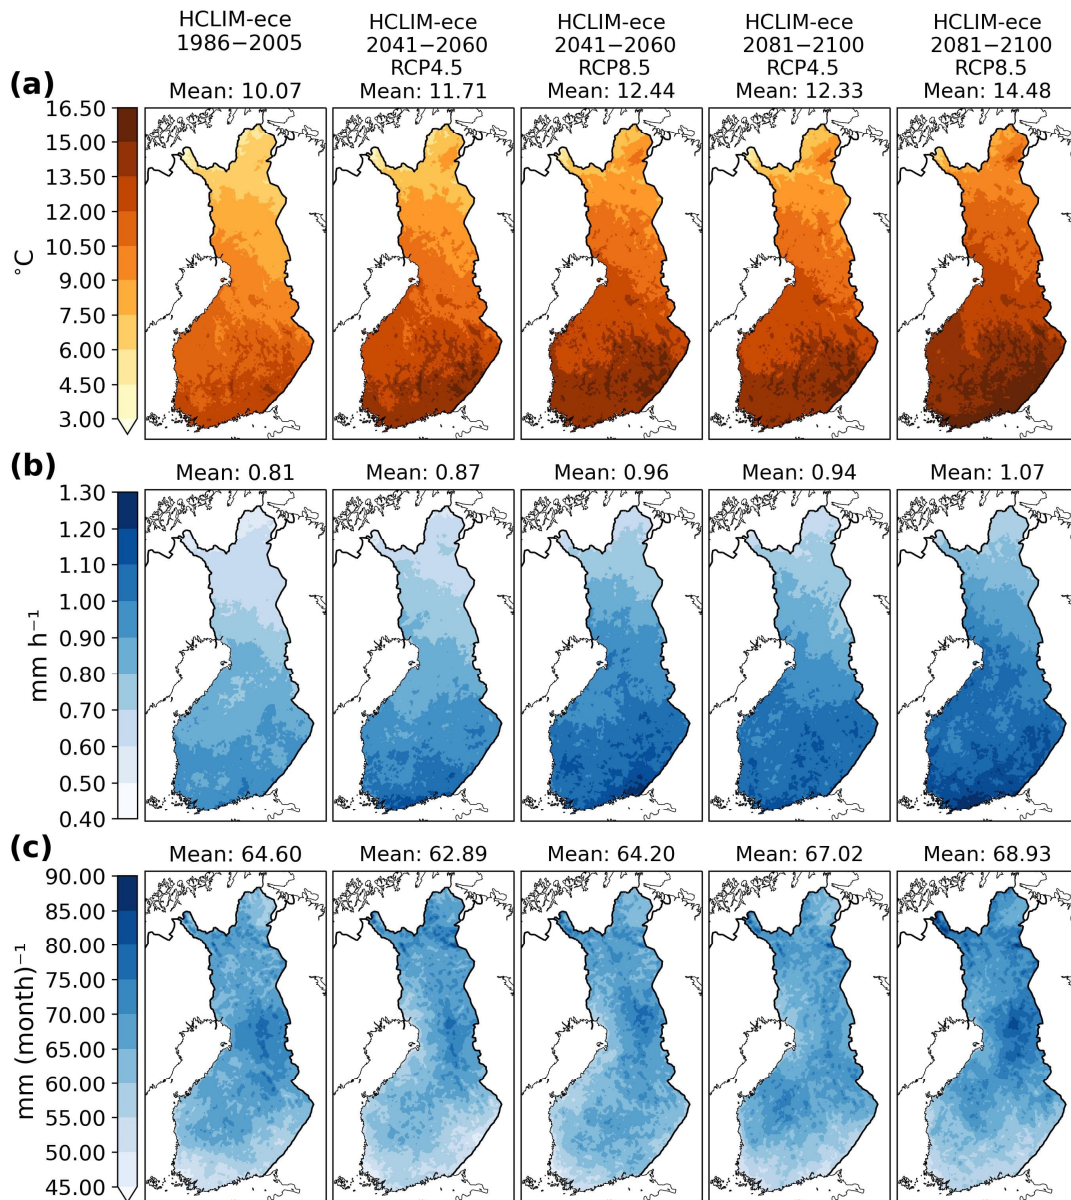 HCLIM-ece
1986−2005
Mean: 10.07
HCLIM-ece
2041−2060
RCP4.5
Mean: 11.71
HCLIM-ece
2041−2060
RCP8.5
Mean: 12.44
HCLIM-ece
2081−2100
RCP4.5
Mean: 12.33
HCLIM-ece
2081−2100
RCP8.5
Mean: 14.48
(a)
16.50
15.00
13.50
12.00
10.50
9.00
7.50
6.00
4.50
3.00
°C
(b)
Mean: 0.81
Mean: 0.87
Mean: 0.96
Mean: 0.94
Mean: 1.07
1.30
1.20
1.10
1.00
0.90
0.80
0.70
0.60
0.50
0.40
mm h⁻¹
(c)
Mean: 64.60
Mean: 62.89
Mean: 64.20
Mean: 67.02
Mean: 68.93
90.00
85.00
80.00
75.00
70.00
65.00
60.00
55.00
50.00
45.00
mm (month)⁻¹